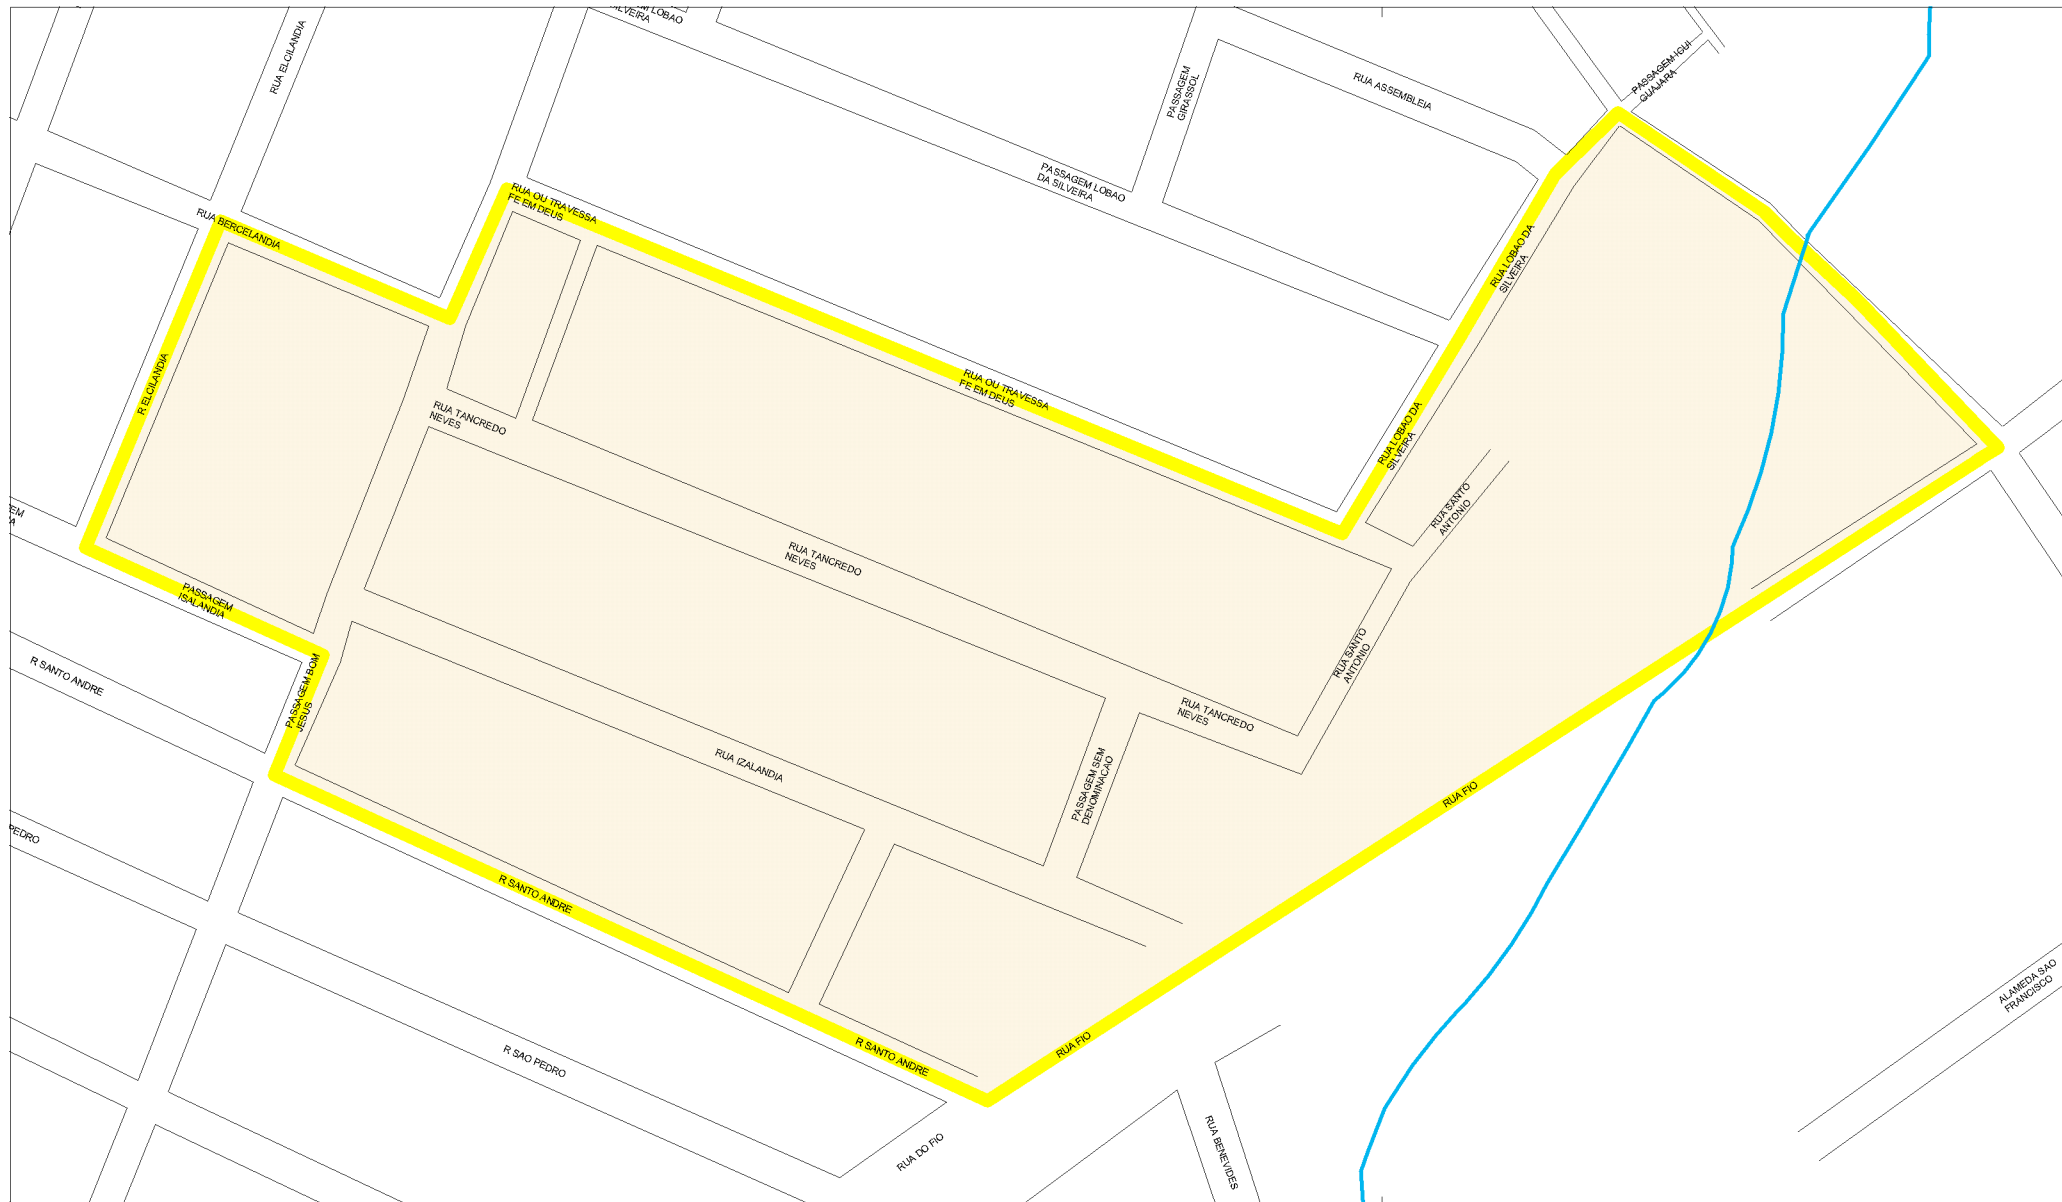 RUA ELCILANDIA
LOBAO
SILVEIRA
PASSAGEM
GIRASSOL
RUA ASSEMBLEIA
PASSAGEM IGUI
GUAJARA
PASSAGEM LOBAO
DA SILVEIRA
RUA OU TRAVESSA
FE EM DEUS
RUA BERCELANDIA
RUA LOBAO DA
SILVEIRA
R ELCILANDIA
RUA OU TRAVESSA
FE EM DEUS
RUA TANCREDO
NEVES
RUA LOBAO DA
SILVEIRA
RUA SANTO
ANTONIO
RUA TANCREDO
NEVES
PASSAGEM
ISALANDIA
RUA SANTO
ANTONIO
R SANTO ANDRE
PASSAGEM BOM
JESUS
RUA TANCREDO
NEVES
RUA IZALANDIA
PASSAGEM SEM
DENOMINACAO
RUA FIO
PEDRO
R SANTO ANDRE
ALAMEDA SAO
FRANCISCO
R SAO PEDRO
R SANTO ANDRE
RUA FIO
RUA DO FIO
RUA BENEVIDES